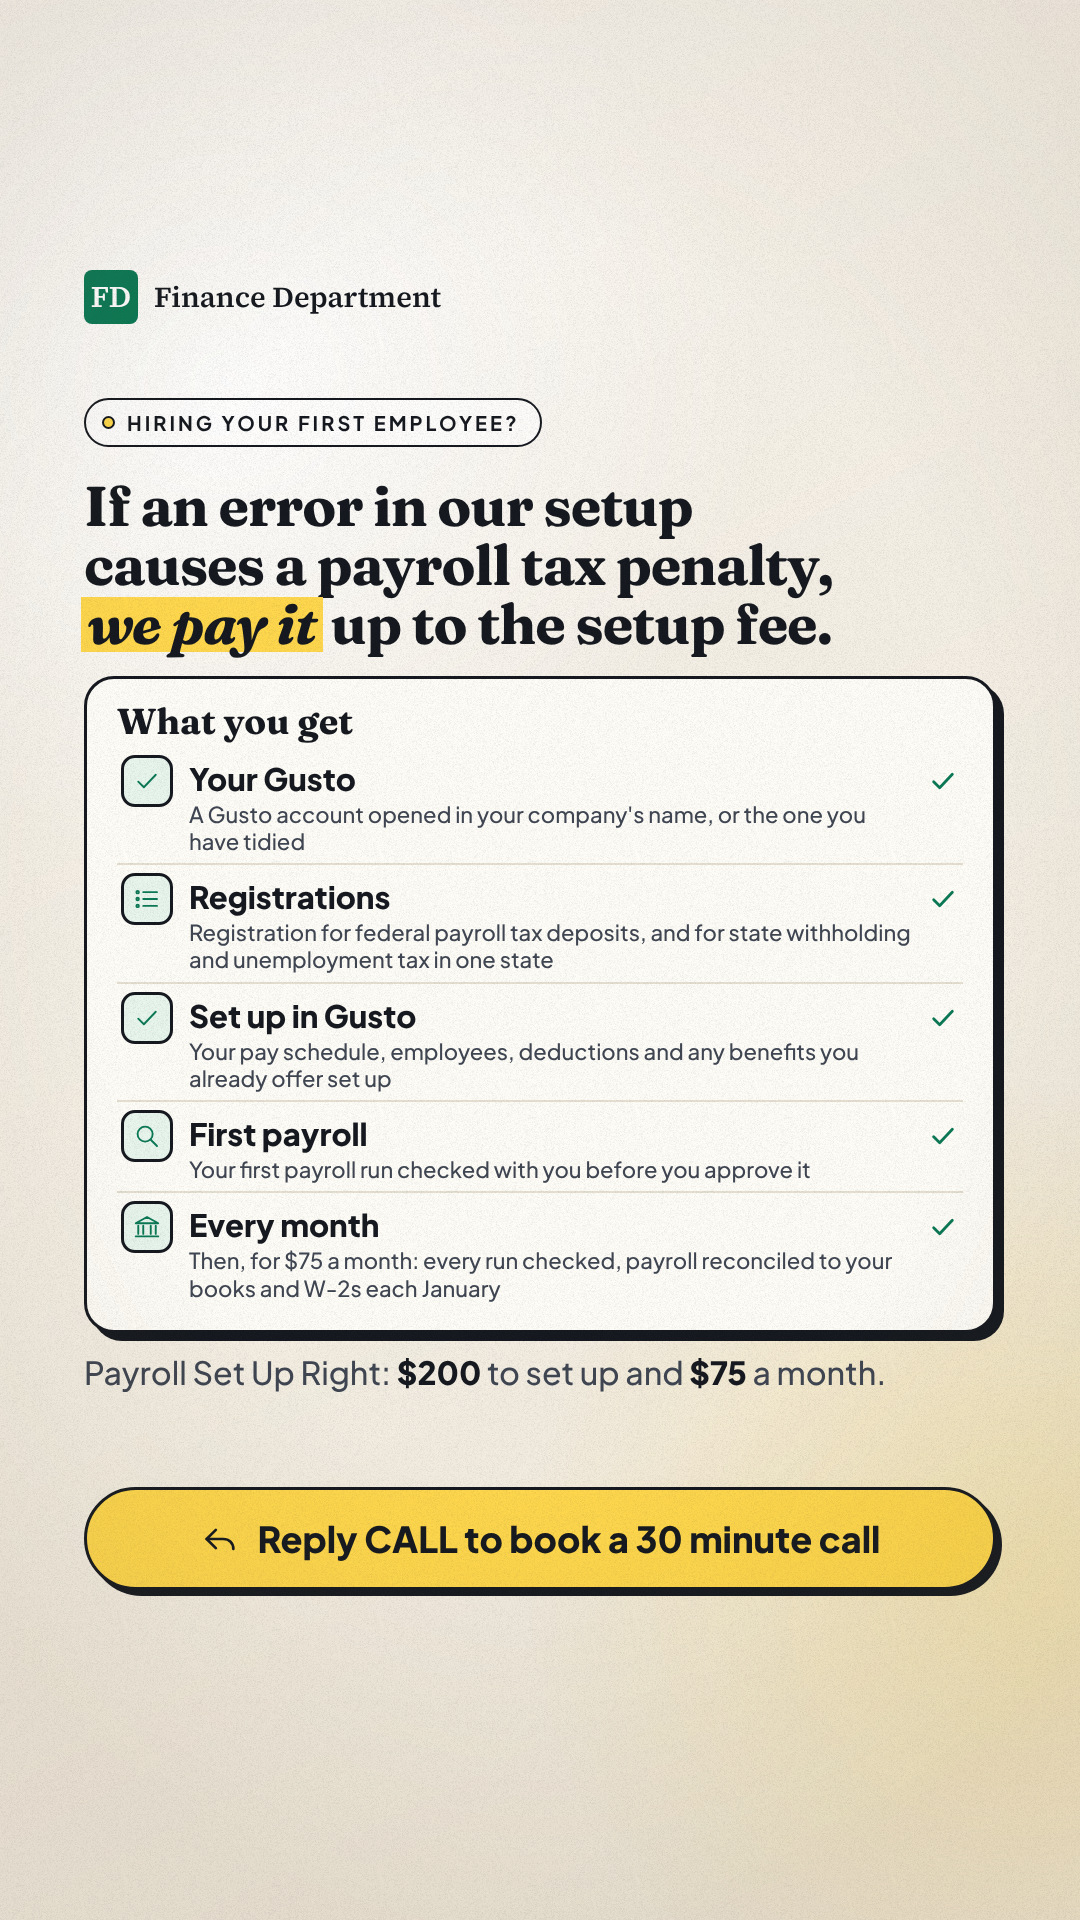 FD Finance Department
HIRING YOUR FIRST EMPLOYEE?
If an error in our setup
causes a payroll tax penalty,
we pay it up to the setup fee.
What you get
Your Gusto
A Gusto account opened in your company's name, or the one you
have tidied
Registrations
Registration for federal payroll tax deposits, and for state withholding
and unemployment tax in one state
Set up in Gusto
Your pay schedule, employees, deductions and any benefits you
already offer set up
First payroll
Your first payroll run checked with you before you approve it
Every month
Then, for $75 a month: every run checked, payroll reconciled to your
books and W-2s each January
Payroll Set Up Right: $200 to set up and $75 a month.
Reply CALL to book a 30 minute call